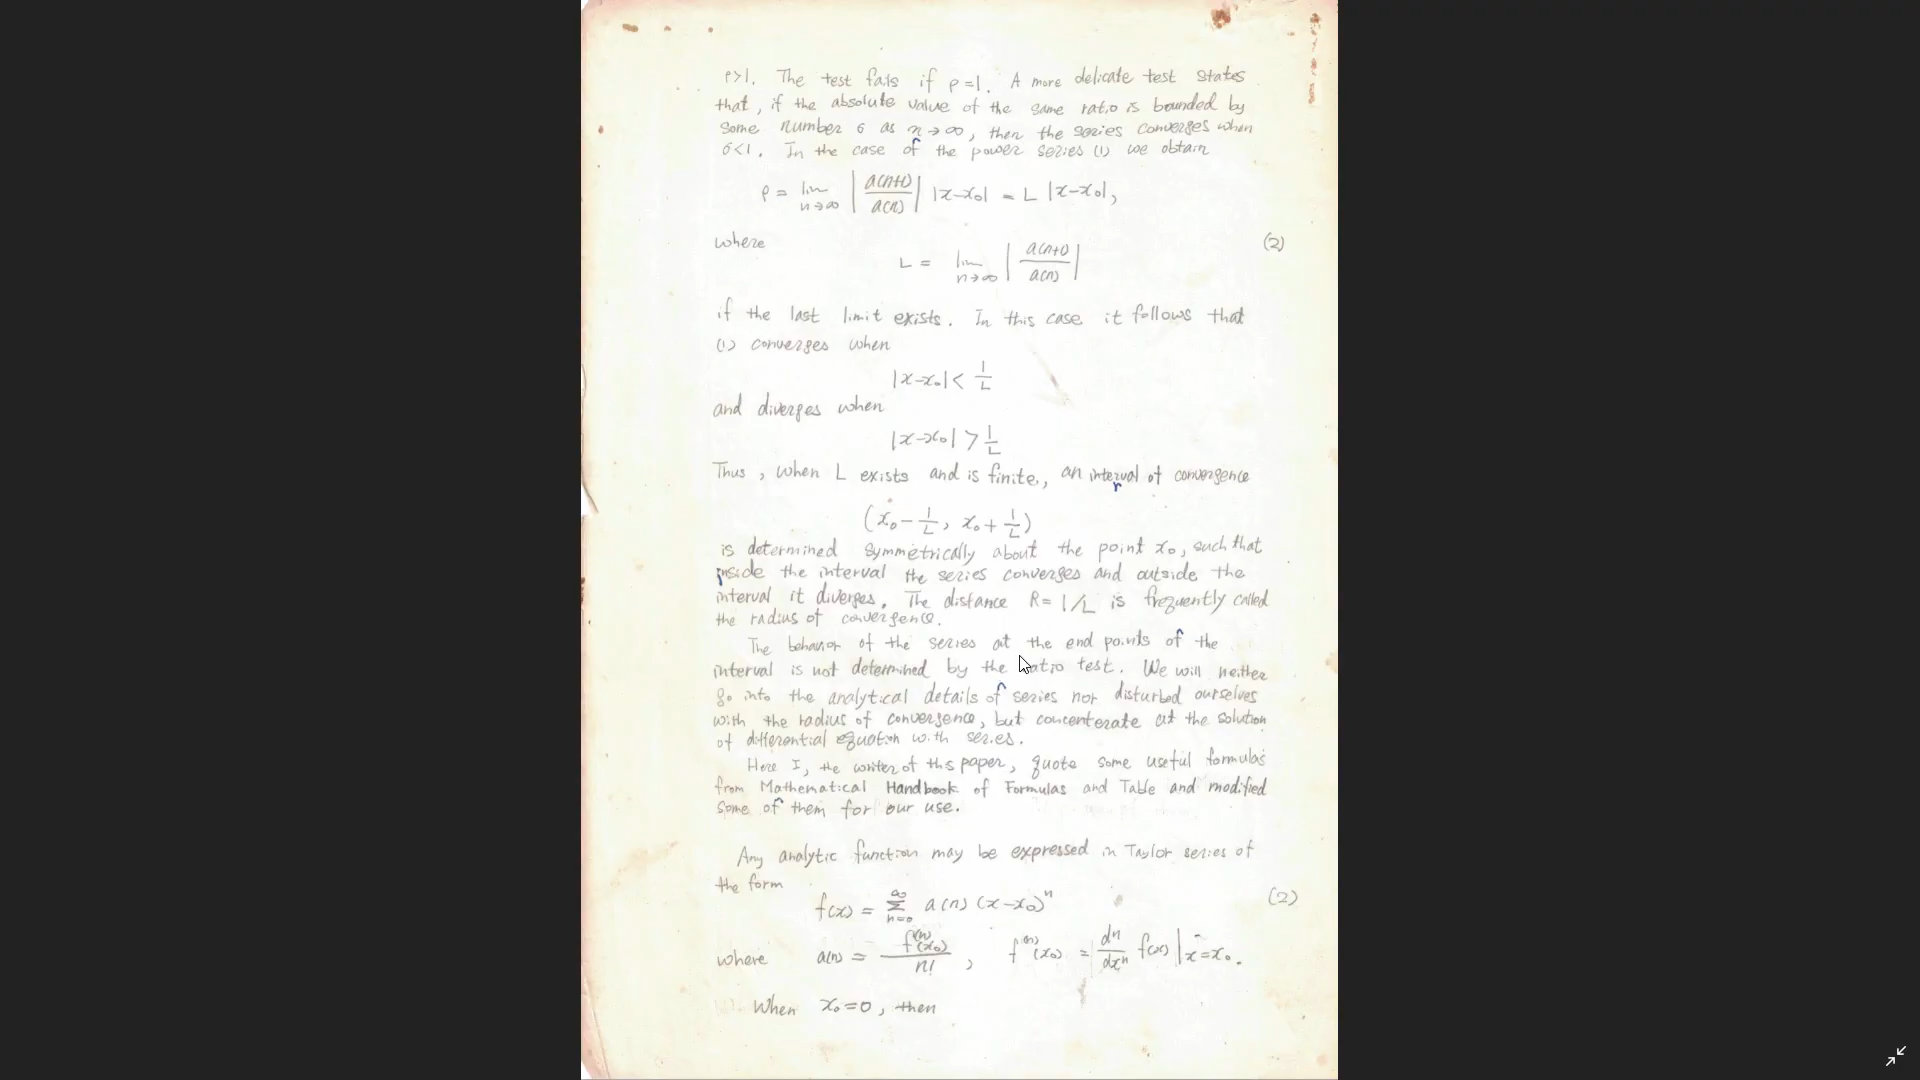 ρ>1. The test fails if ρ=1. A more delicate test states
that, if the absolute value of the same ratio is bounded by
some number σ as n→∞, then the series converges when
σ<1. In the case of the power series (1) we obtain
ρ = lim n→∞ |a(n+1)/a(n)| |x-x₀| = L |x-x₀|,
where (2)
L = lim n→∞ |a(n+1)/a(n)|
if the last limit exists. In this case it follows that
(1) converges when
|x-x₀| < 1/L
and diverges when
|x-x₀| > 1/L
Thus, when L exists and is finite, an interval of convergence
(x₀ - 1/L, x₀ + 1/L)
is determined symmetrically about the point x₀, such that
inside the interval the series converges and outside the
interval it diverges. The distance R = 1/L is frequently called
the radius of convergence.
The behavior of the series at the end points of the
interval is not determined by the ratio test. We will neither
go into the analytical details of series nor disturbed ourselves
with the radius of convergence, but concenterate at the solution
of differential equation with series.
Here I, the writer of ths paper, quote some useful formulas
from Mathematical Handbook of Formulas and Table and modified
some of them for our use.
Any analytic function may be expressed in Taylor series of
the form
f(x) = ∑ n=0 ∞ a(n) (x-x₀)ⁿ (2)
where a(n) = f⁽ⁿ⁾(x₀)/n! , f⁽ⁿ⁾(x₀) = dⁿ/dxⁿ f(x)|x=x₀.
When x₀=0, then